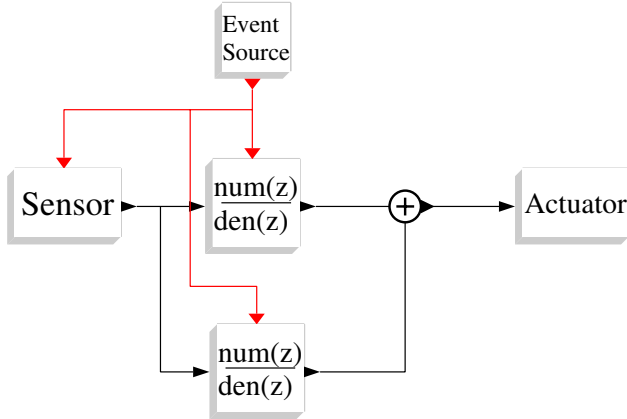 Event
Source
Sensor
num(z)
den(z)
+
Actuator
num(z)
den(z)